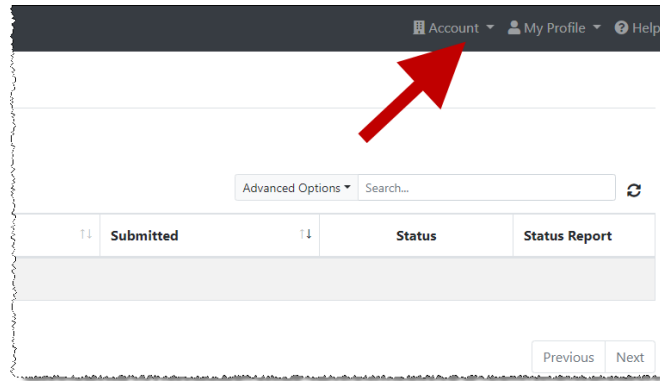 Account My Profile Help
Advanced Options Search...
Submitted Status Status Report
Previous Next